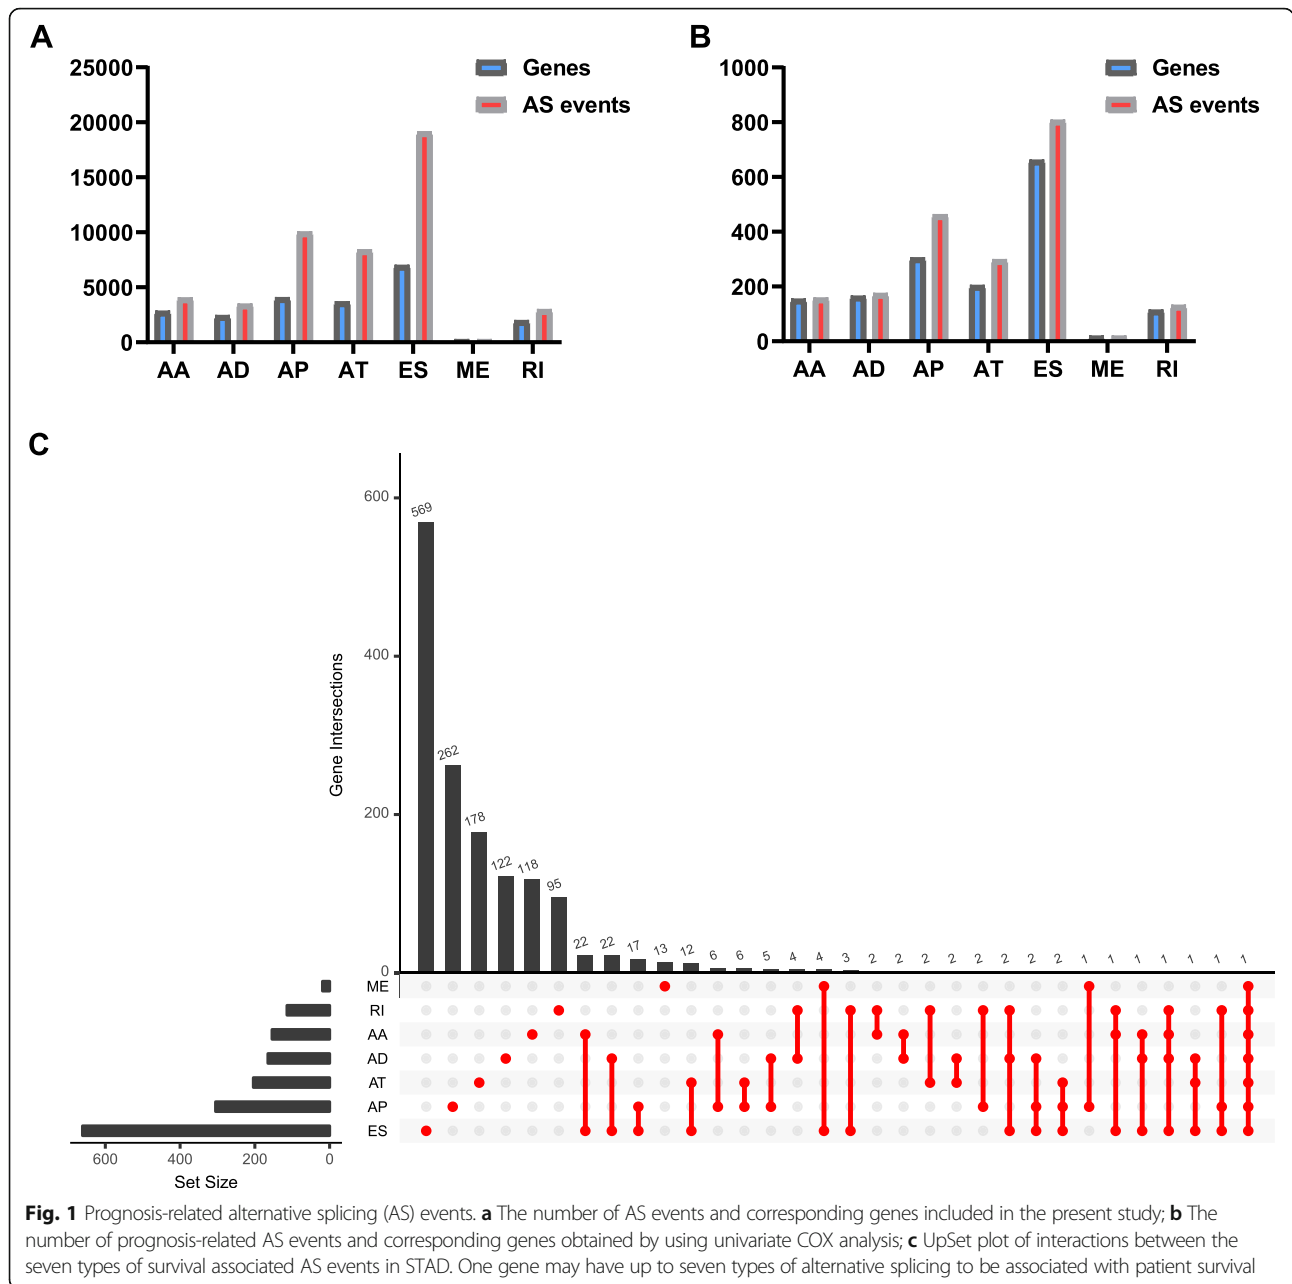 A
25000
20000
15000
10000
5000
0
AA AD AP AT ES ME RI
Genes
AS events
B
1000
800
600
400
200
0
AA AD AP AT ES ME RI
Genes
AS events
C
Gene Intersections
600
400
200
0
569 262 178 122 118 95 22 22 17 13 12 6 6 5 4 4 3 2 2 2 2 2 2 2 2 1 1 1 1 1 1 1
ME
RI
AA
AD
AT
AP
ES
600 400 200 0
Set Size
Fig. 1 Prognosis-related alternative splicing (AS) events. a The number of AS events and corresponding genes included in the present study; b The
number of prognosis-related AS events and corresponding genes obtained by using univariate COX analysis; c UpSet plot of interactions between the
seven types of survival associated AS events in STAD. One gene may have up to seven types of alternative splicing to be associated with patient survival